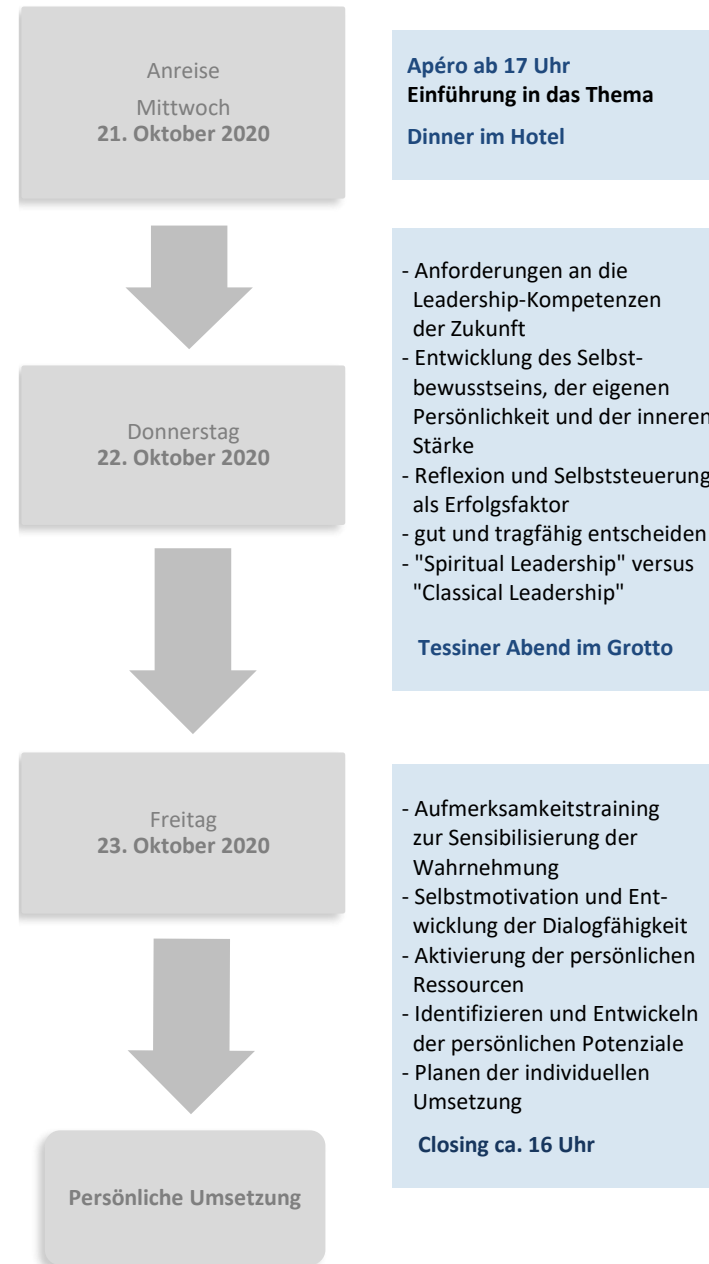 Anreise
Mittwoch
21. Oktober 2020
Apéro ab 17 Uhr
Einführung in das Thema
Dinner im Hotel
Donnerstag
22. Oktober 2020
- Anforderungen an die
Leadership-Kompetenzen
der Zukunft
- Entwicklung des Selbst-
bewusstseins, der eigenen
Persönlichkeit und der inneren
Stärke
- Reflexion und Selbststeuerung
als Erfolgsfaktor
- gut und tragfähig entscheiden
- "Spiritual Leadership" versus
"Classical Leadership"
Tessiner Abend im Grotto
Freitag
23. Oktober 2020
- Aufmerksamkeitstraining
zur Sensibilisierung der
Wahrnehmung
- Selbstmotivation und Ent-
wicklung der Dialogfähigkeit
- Aktivierung der persönlichen
Ressourcen
- Identifizieren und Entwickeln
der persönlichen Potenziale
- Planen der individuellen
Umsetzung
Closing ca. 16 Uhr
Persönliche Umsetzung